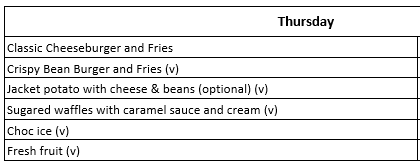 Thursday
Classic Cheeseburger and Fries
Crispy Bean Burger and Fries (v)
Jacket potato with cheese & beans (optional) (v)
Sugared waffles with caramel sauce and cream (v)
Choc ice (v)
Fresh fruit (v)